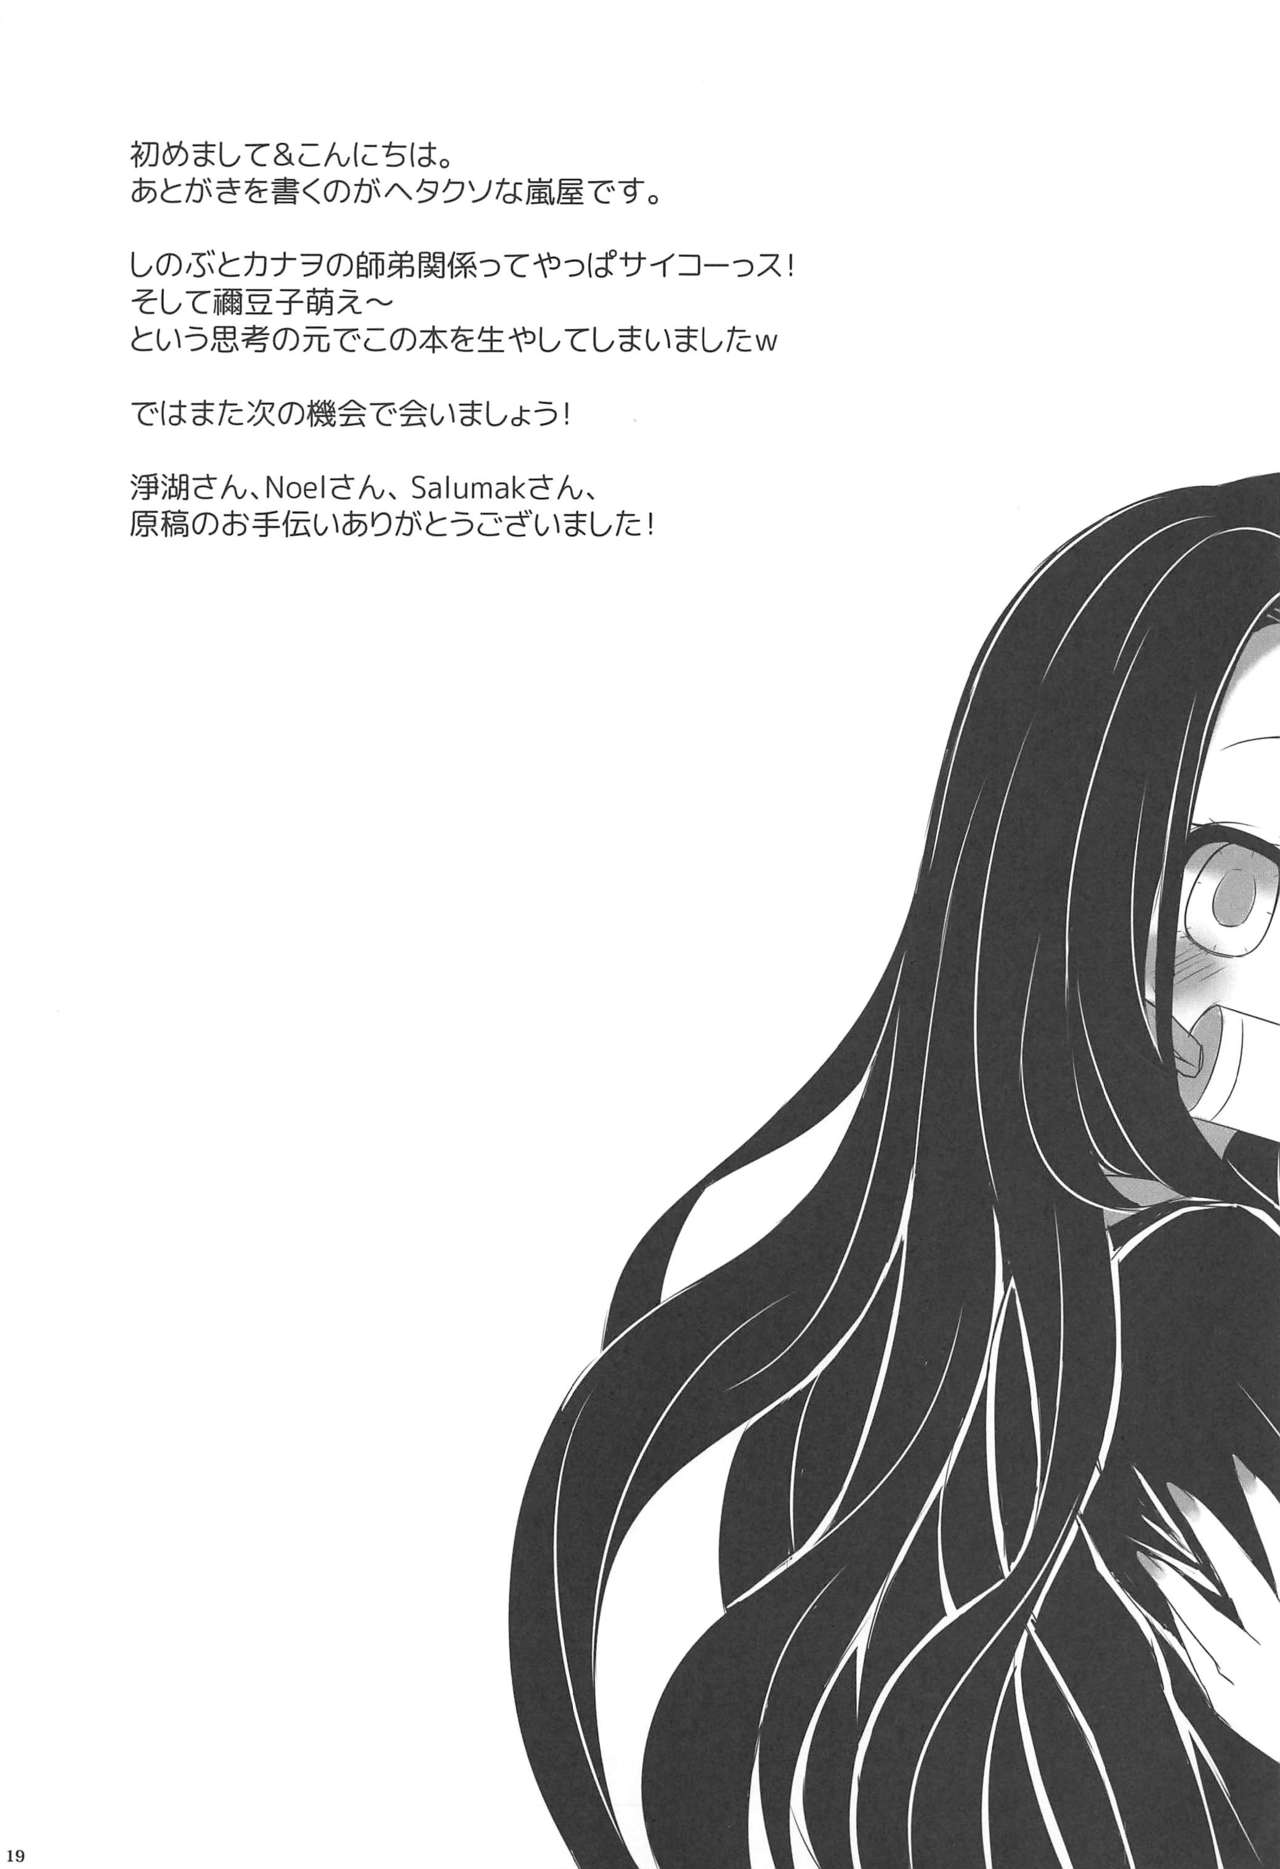 初めまして&こんにちは。
あとがきを書くのがヘタクソな嵐屋です。
しのぶとカナヲの師弟関係ってやっぱサイコーっス!
そして禰豆子萌え〜
という思考の元でこの本を生やしてしまいましたw
ではまた次の機会で会いましょう!
淨湖さん、Noelさん、Salumakさん、
原稿のお手伝いありがとうございました!
19